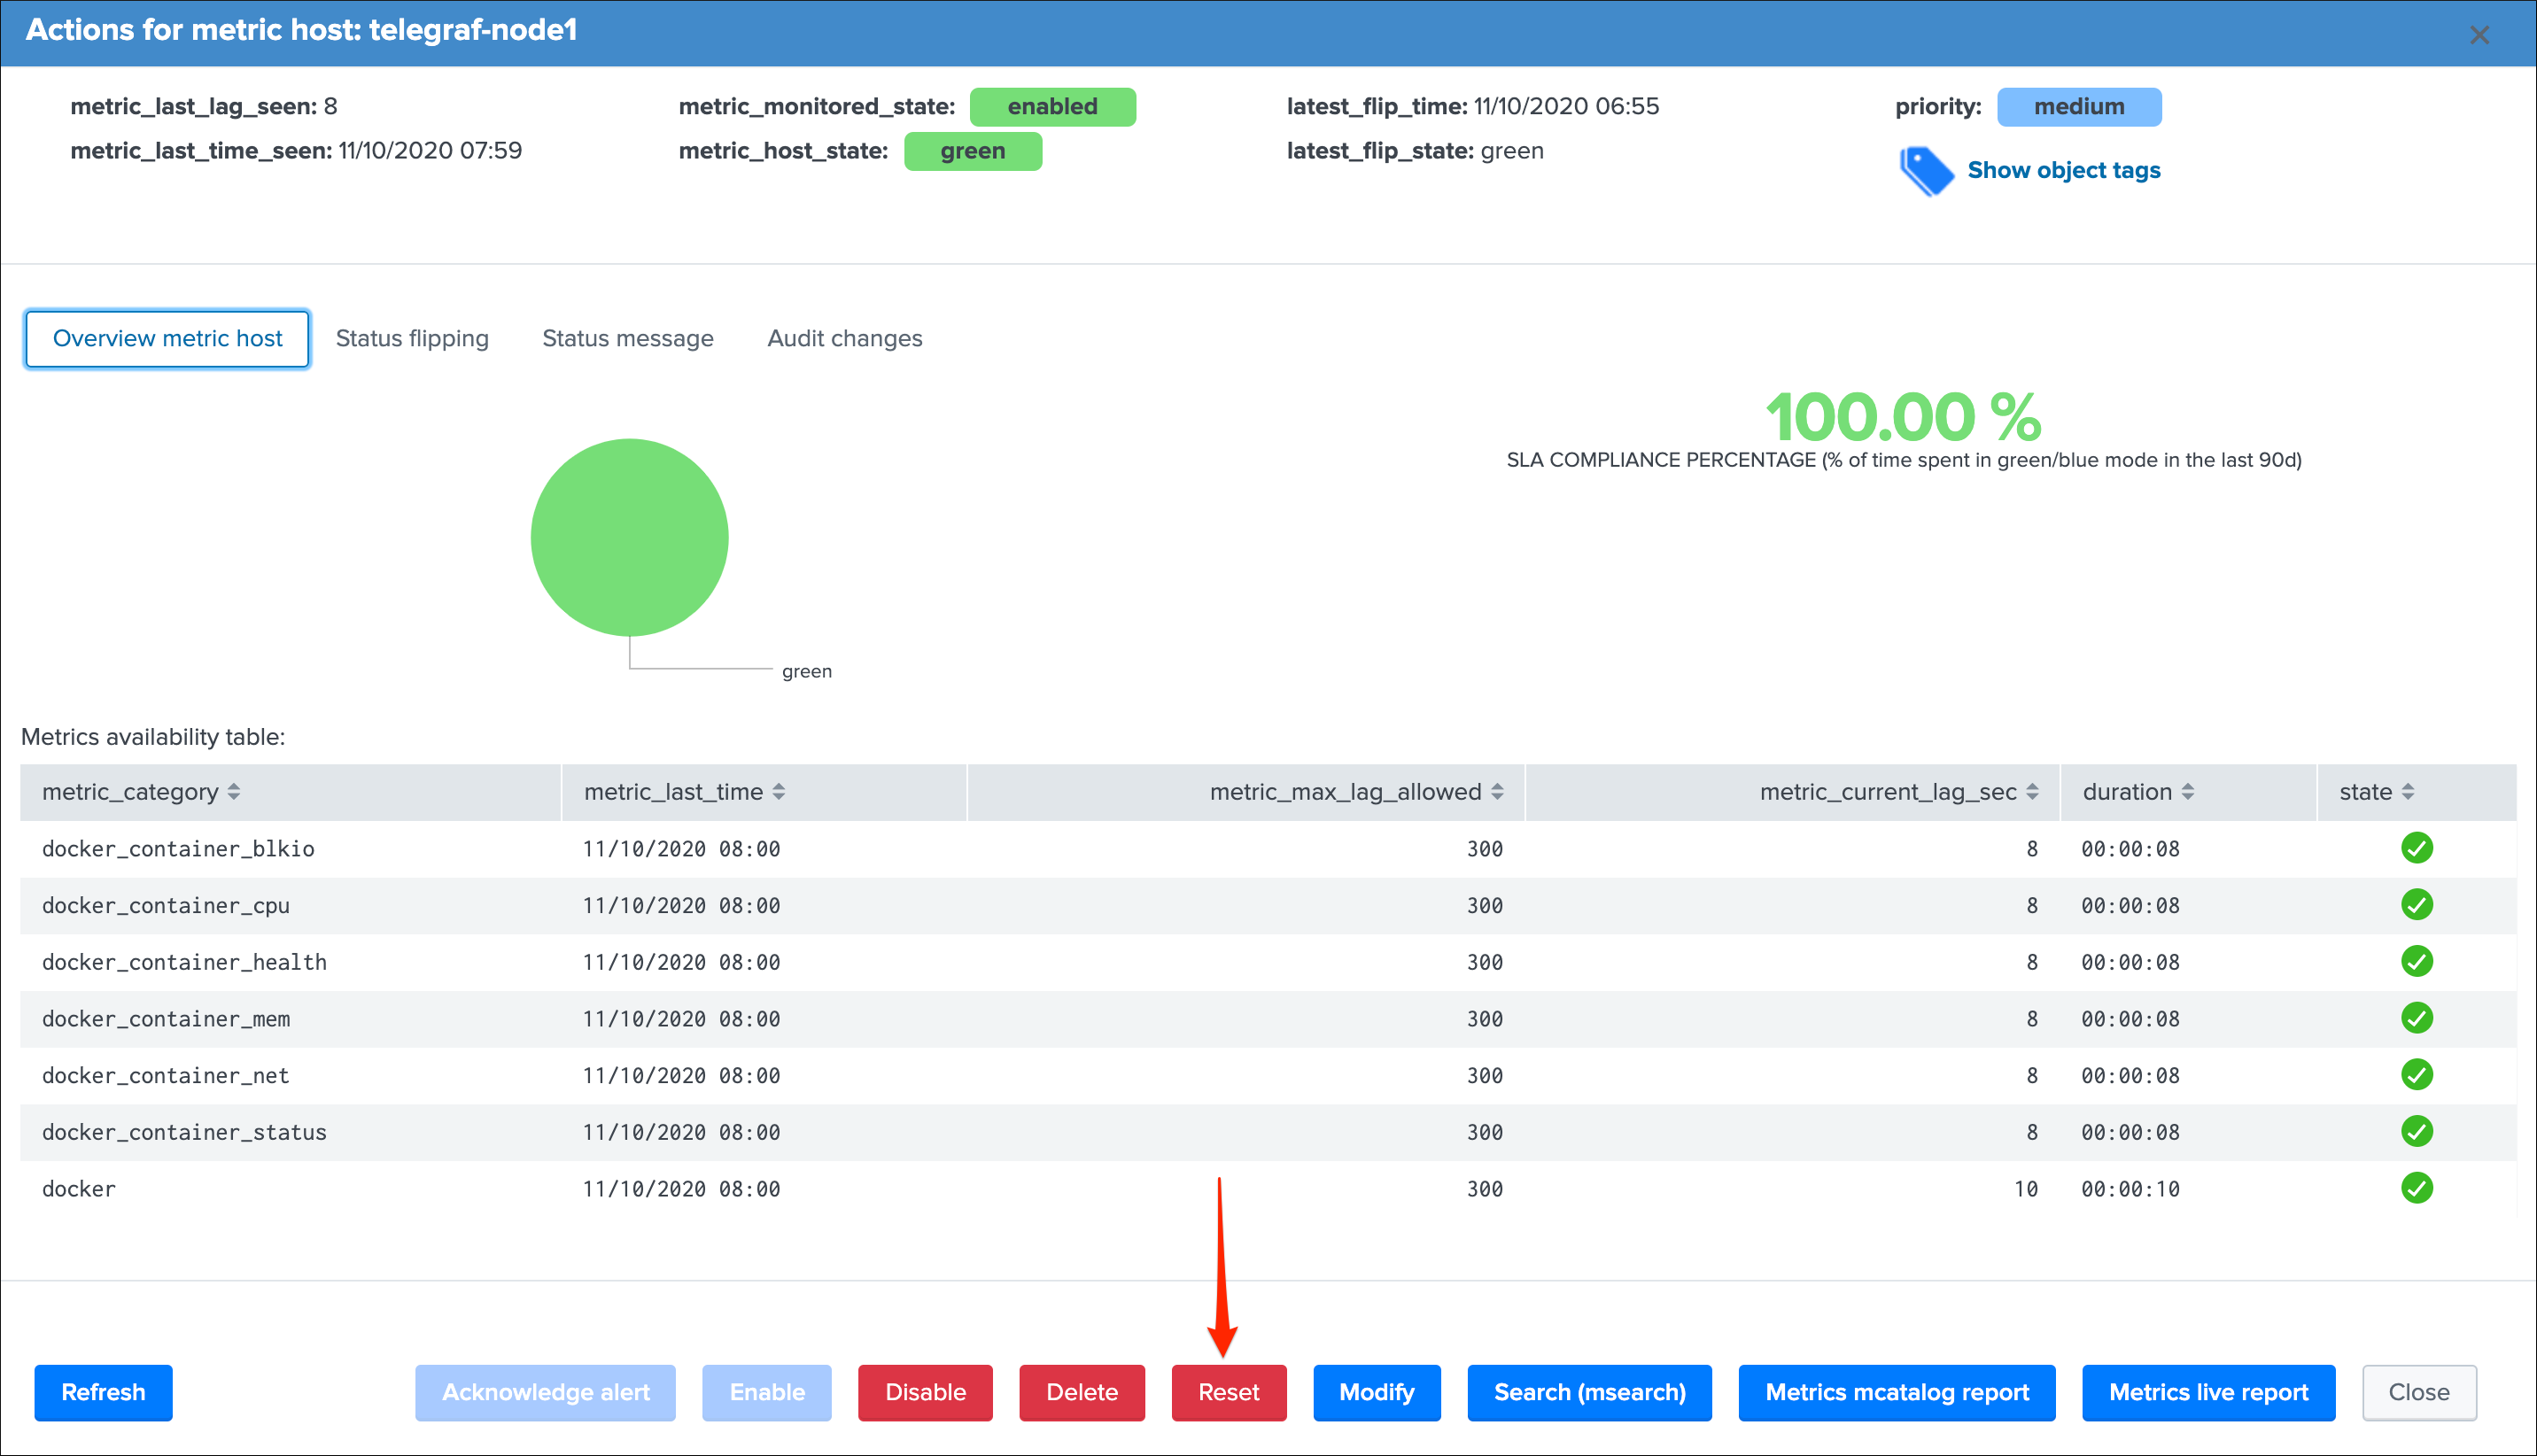 Actions for metric host: telegraf-node1
metric_last_lag_seen: 8
metric_last_time_seen: 11/10/2020 07:59
metric_monitored_state: enabled
metric_host_state: green
latest_flip_time: 11/10/2020 06:55
latest_flip_state: green
priority: medium
Show object tags
Overview metric host Status flipping Status message Audit changes
100.00 %
SLA COMPLIANCE PERCENTAGE (% of time spent in green/blue mode in the last 90d)
green
Metrics availability table:
metric_category metric_last_time metric_max_lag_allowed metric_current_lag_sec duration state
docker_container_blkio 11/10/2020 08:00 300 8 00:00:08
docker_container_cpu 11/10/2020 08:00 300 8 00:00:08
docker_container_health 11/10/2020 08:00 300 8 00:00:08
docker_container_mem 11/10/2020 08:00 300 8 00:00:08
docker_container_net 11/10/2020 08:00 300 8 00:00:08
docker_container_status 11/10/2020 08:00 300 8 00:00:08
docker 11/10/2020 08:00 300 10 00:00:10
Refresh Acknowledge alert Enable Disable Delete Reset Modify Search (msearch) Metrics mcatalog report Metrics live report Close